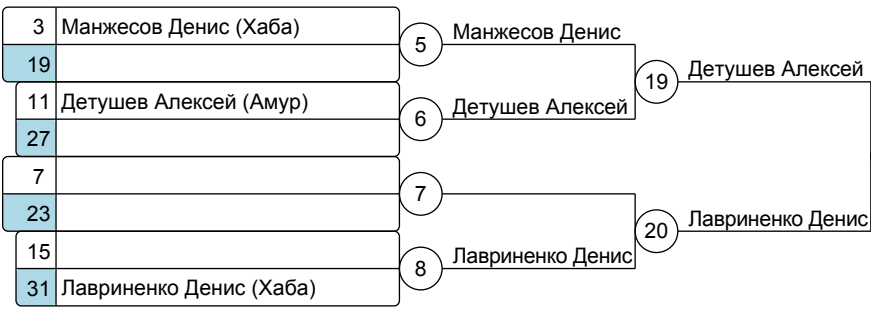 3 Манжесов Денис (Хаба)
19
11 Детушев Алексей (Амур)
27
7
23
15
31 Лавриненко Денис (Хаба)
5 Манжесов Денис
6 Детушев Алексей
7
8 Лавриненко Денис
19 Детушев Алексей
20 Лавриненко Денис